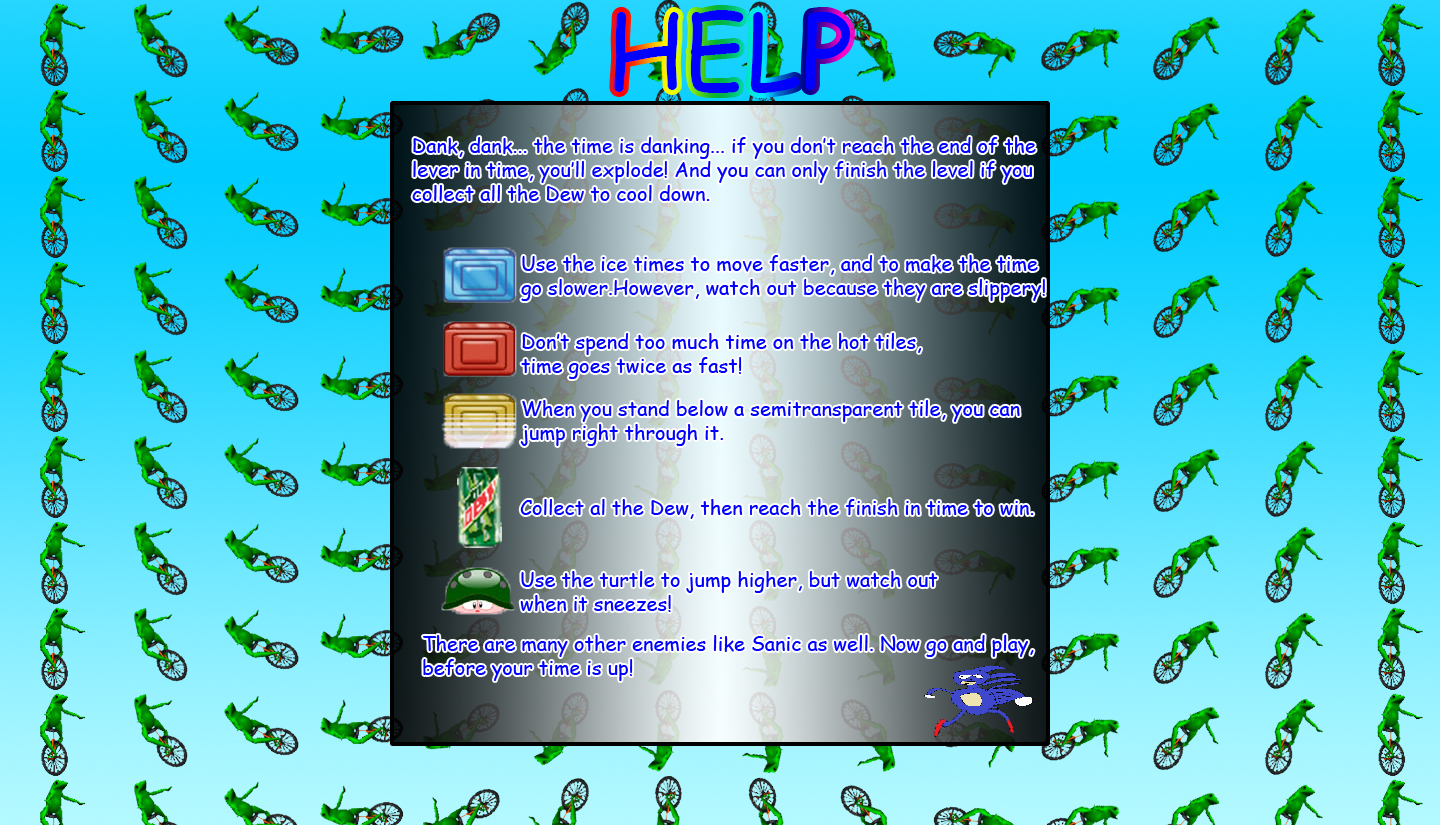 HELP
Dank, dank... the time is danking... if you don't reach the end of the
lever in time, you'll explode! And you can only finish the level if you
collect all the Dew to cool down.
Use the ice times to move faster, and to make the time
go slower.However, watch out because they are slippery!
Don't spend too much time on the hot tiles,
time goes twice as fast!
When you stand below a semitransparent tile, you can
jump right through it.
DEW
Collect al the Dew, then reach the finish in time to win.
Use the turtle to jump higher, but watch out
when it sneezes!
There are many other enemies like Sanic as well. Now go and play,
before your time is up!